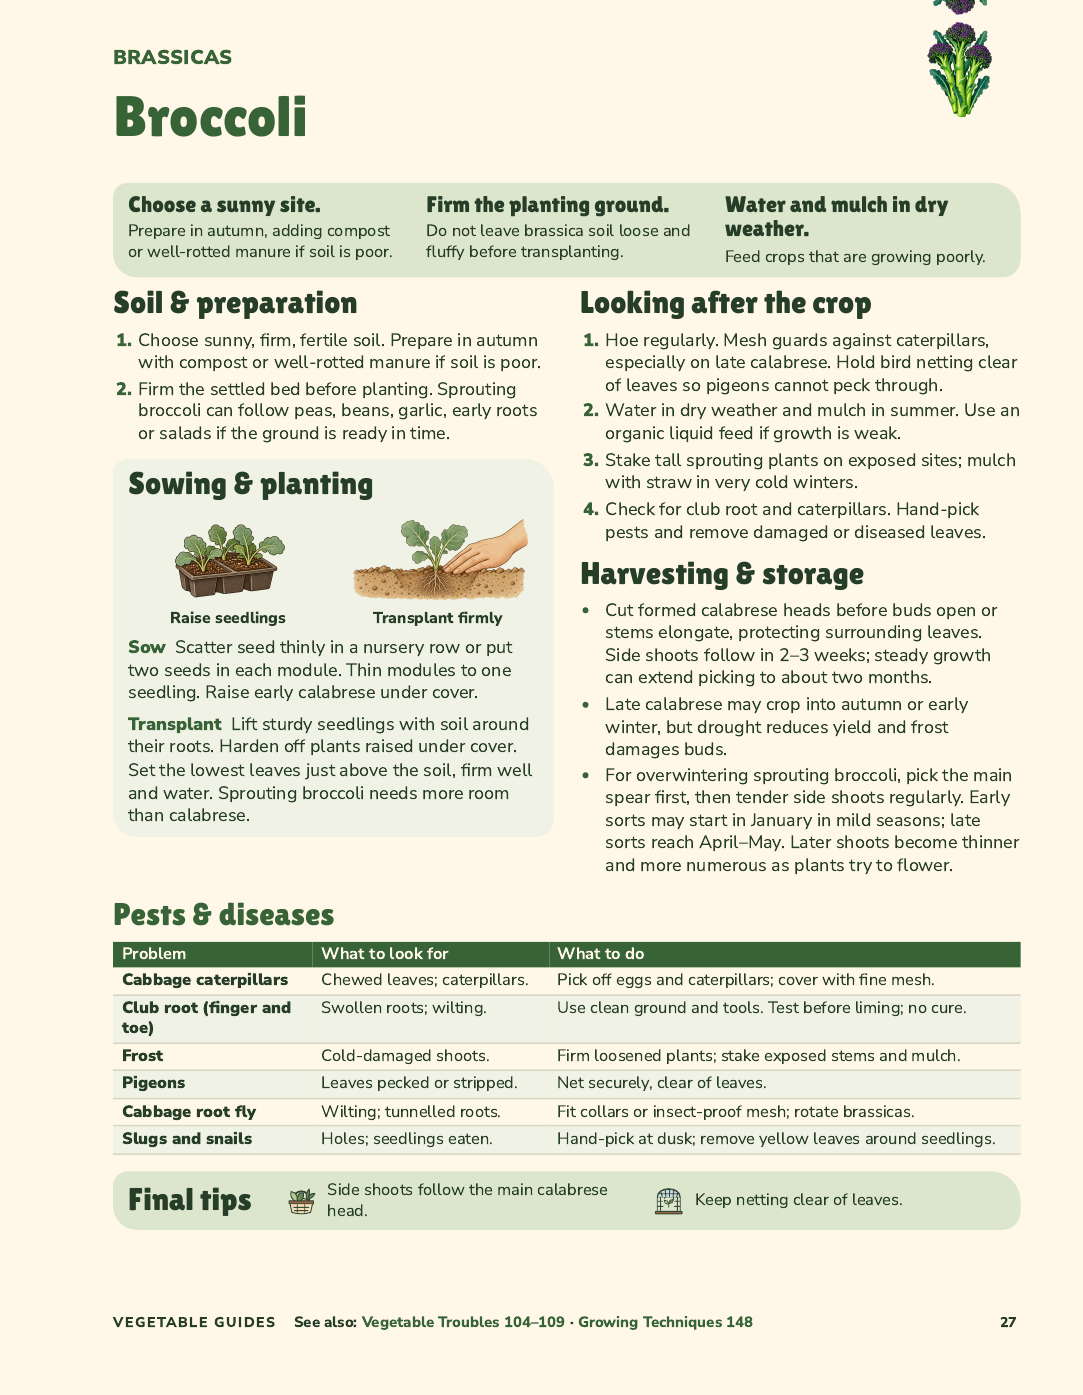 BRASSICAS
Broccoli
Choose a sunny site.
Prepare in autumn, adding compost
or well-rotted manure if soil is poor.
Firm the planting ground.
Do not leave brassica soil loose and
fluffy before transplanting.
Water and mulch in dry
weather.
Feed crops that are growing poorly.
Soil & preparation
1. Choose sunny, firm, fertile soil. Prepare in autumn
with compost or well-rotted manure if soil is poor.
2. Firm the settled bed before planting. Sprouting
broccoli can follow peas, beans, garlic, early roots
or salads if the ground is ready in time.
Sowing & planting
Raise seedlings
Transplant firmly
Sow Scatter seed thinly in a nursery row or put
two seeds in each module. Thin modules to one
seedling. Raise early calabrese under cover.
Transplant Lift sturdy seedlings with soil around
their roots. Harden off plants raised under cover.
Set the lowest leaves just above the soil, firm well
and water. Sprouting broccoli needs more room
than calabrese.
Looking after the crop
1. Hoe regularly. Mesh guards against caterpillars,
especially on late calabrese. Hold bird netting clear
of leaves so pigeons cannot peck through.
2. Water in dry weather and mulch in summer. Use an
organic liquid feed if growth is weak.
3. Stake tall sprouting plants on exposed sites; mulch
with straw in very cold winters.
4. Check for club root and caterpillars. Hand-pick
pests and remove damaged or diseased leaves.
Harvesting & storage
• Cut formed calabrese heads before buds open or
stems elongate, protecting surrounding leaves.
Side shoots follow in 2–3 weeks; steady growth
can extend picking to about two months.
• Late calabrese may crop into autumn or early
winter, but drought reduces yield and frost
damages buds.
• For overwintering sprouting broccoli, pick the main
spear first, then tender side shoots regularly. Early
sorts may start in January in mild seasons; late
sorts reach April–May. Later shoots become thinner
and more numerous as plants try to flower.
Pests & diseases
Problem What to look for What to do
Cabbage caterpillars Chewed leaves; caterpillars. Pick off eggs and caterpillars; cover with fine mesh.
Club root (finger and Swollen roots; wilting. Use clean ground and tools. Test before liming; no cure.
toe)
Frost Cold-damaged shoots. Firm loosened plants; stake exposed stems and mulch.
Pigeons Leaves pecked or stripped. Net securely, clear of leaves.
Cabbage root fly Wilting; tunnelled roots. Fit collars or insect-proof mesh; rotate brassicas.
Slugs and snails Holes; seedlings eaten. Hand-pick at dusk; remove yellow leaves around seedlings.
Final tips
Side shoots follow the main calabrese
head.
Keep netting clear of leaves.
VEGETABLE GUIDES See also: Vegetable Troubles 104–109 · Growing Techniques 148 27